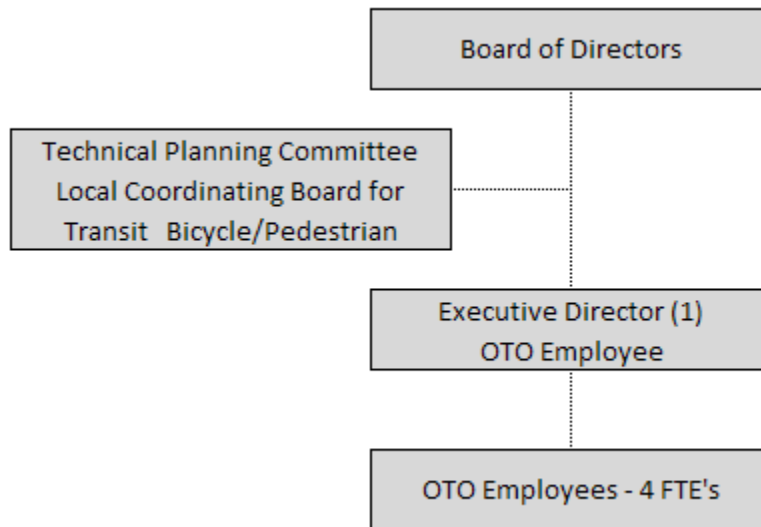 Board of Directors
Technical Planning Committee
Local Coordinating Board for
Transit Bicycle/Pedestrian
Executive Director (1)
OTO Employee
OTO Employees - 4 FTE's